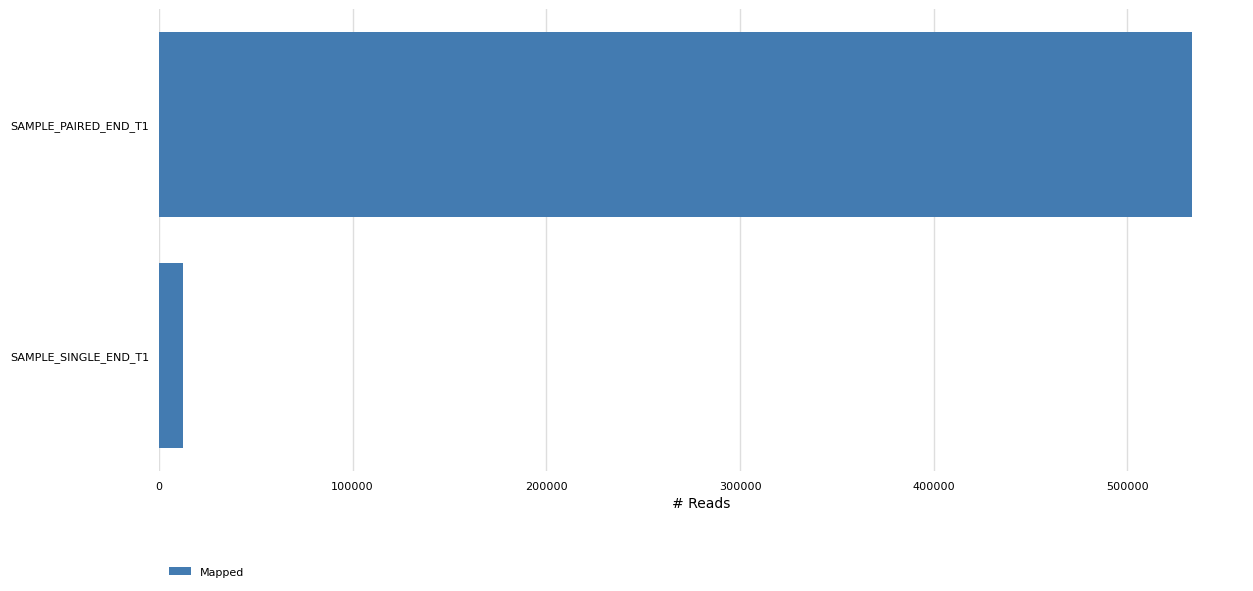 SAMPLE_PAIRED_END_T1
SAMPLE_SINGLE_END_T1
0 100000 200000 300000 400000 500000
# Reads
Mapped